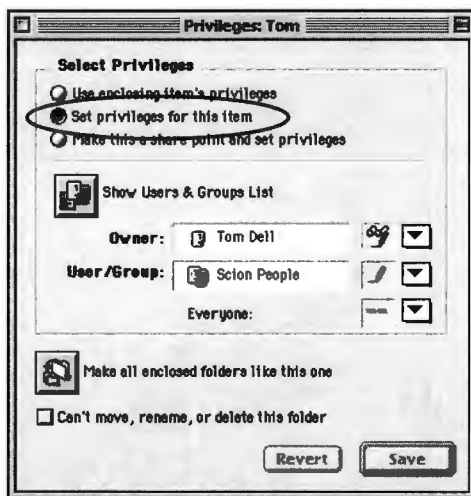 Privileges: Tom
Select Privileges
Use enclosing item's privileges
Set privileges for this item
Make this a share point and set privileges
Show Users & Groups List
Owner: Tom Dell
User/Group: Scion People
Everyone:
Make all enclosed folders like this one
Can't move, rename, or delete this folder
Revert Save